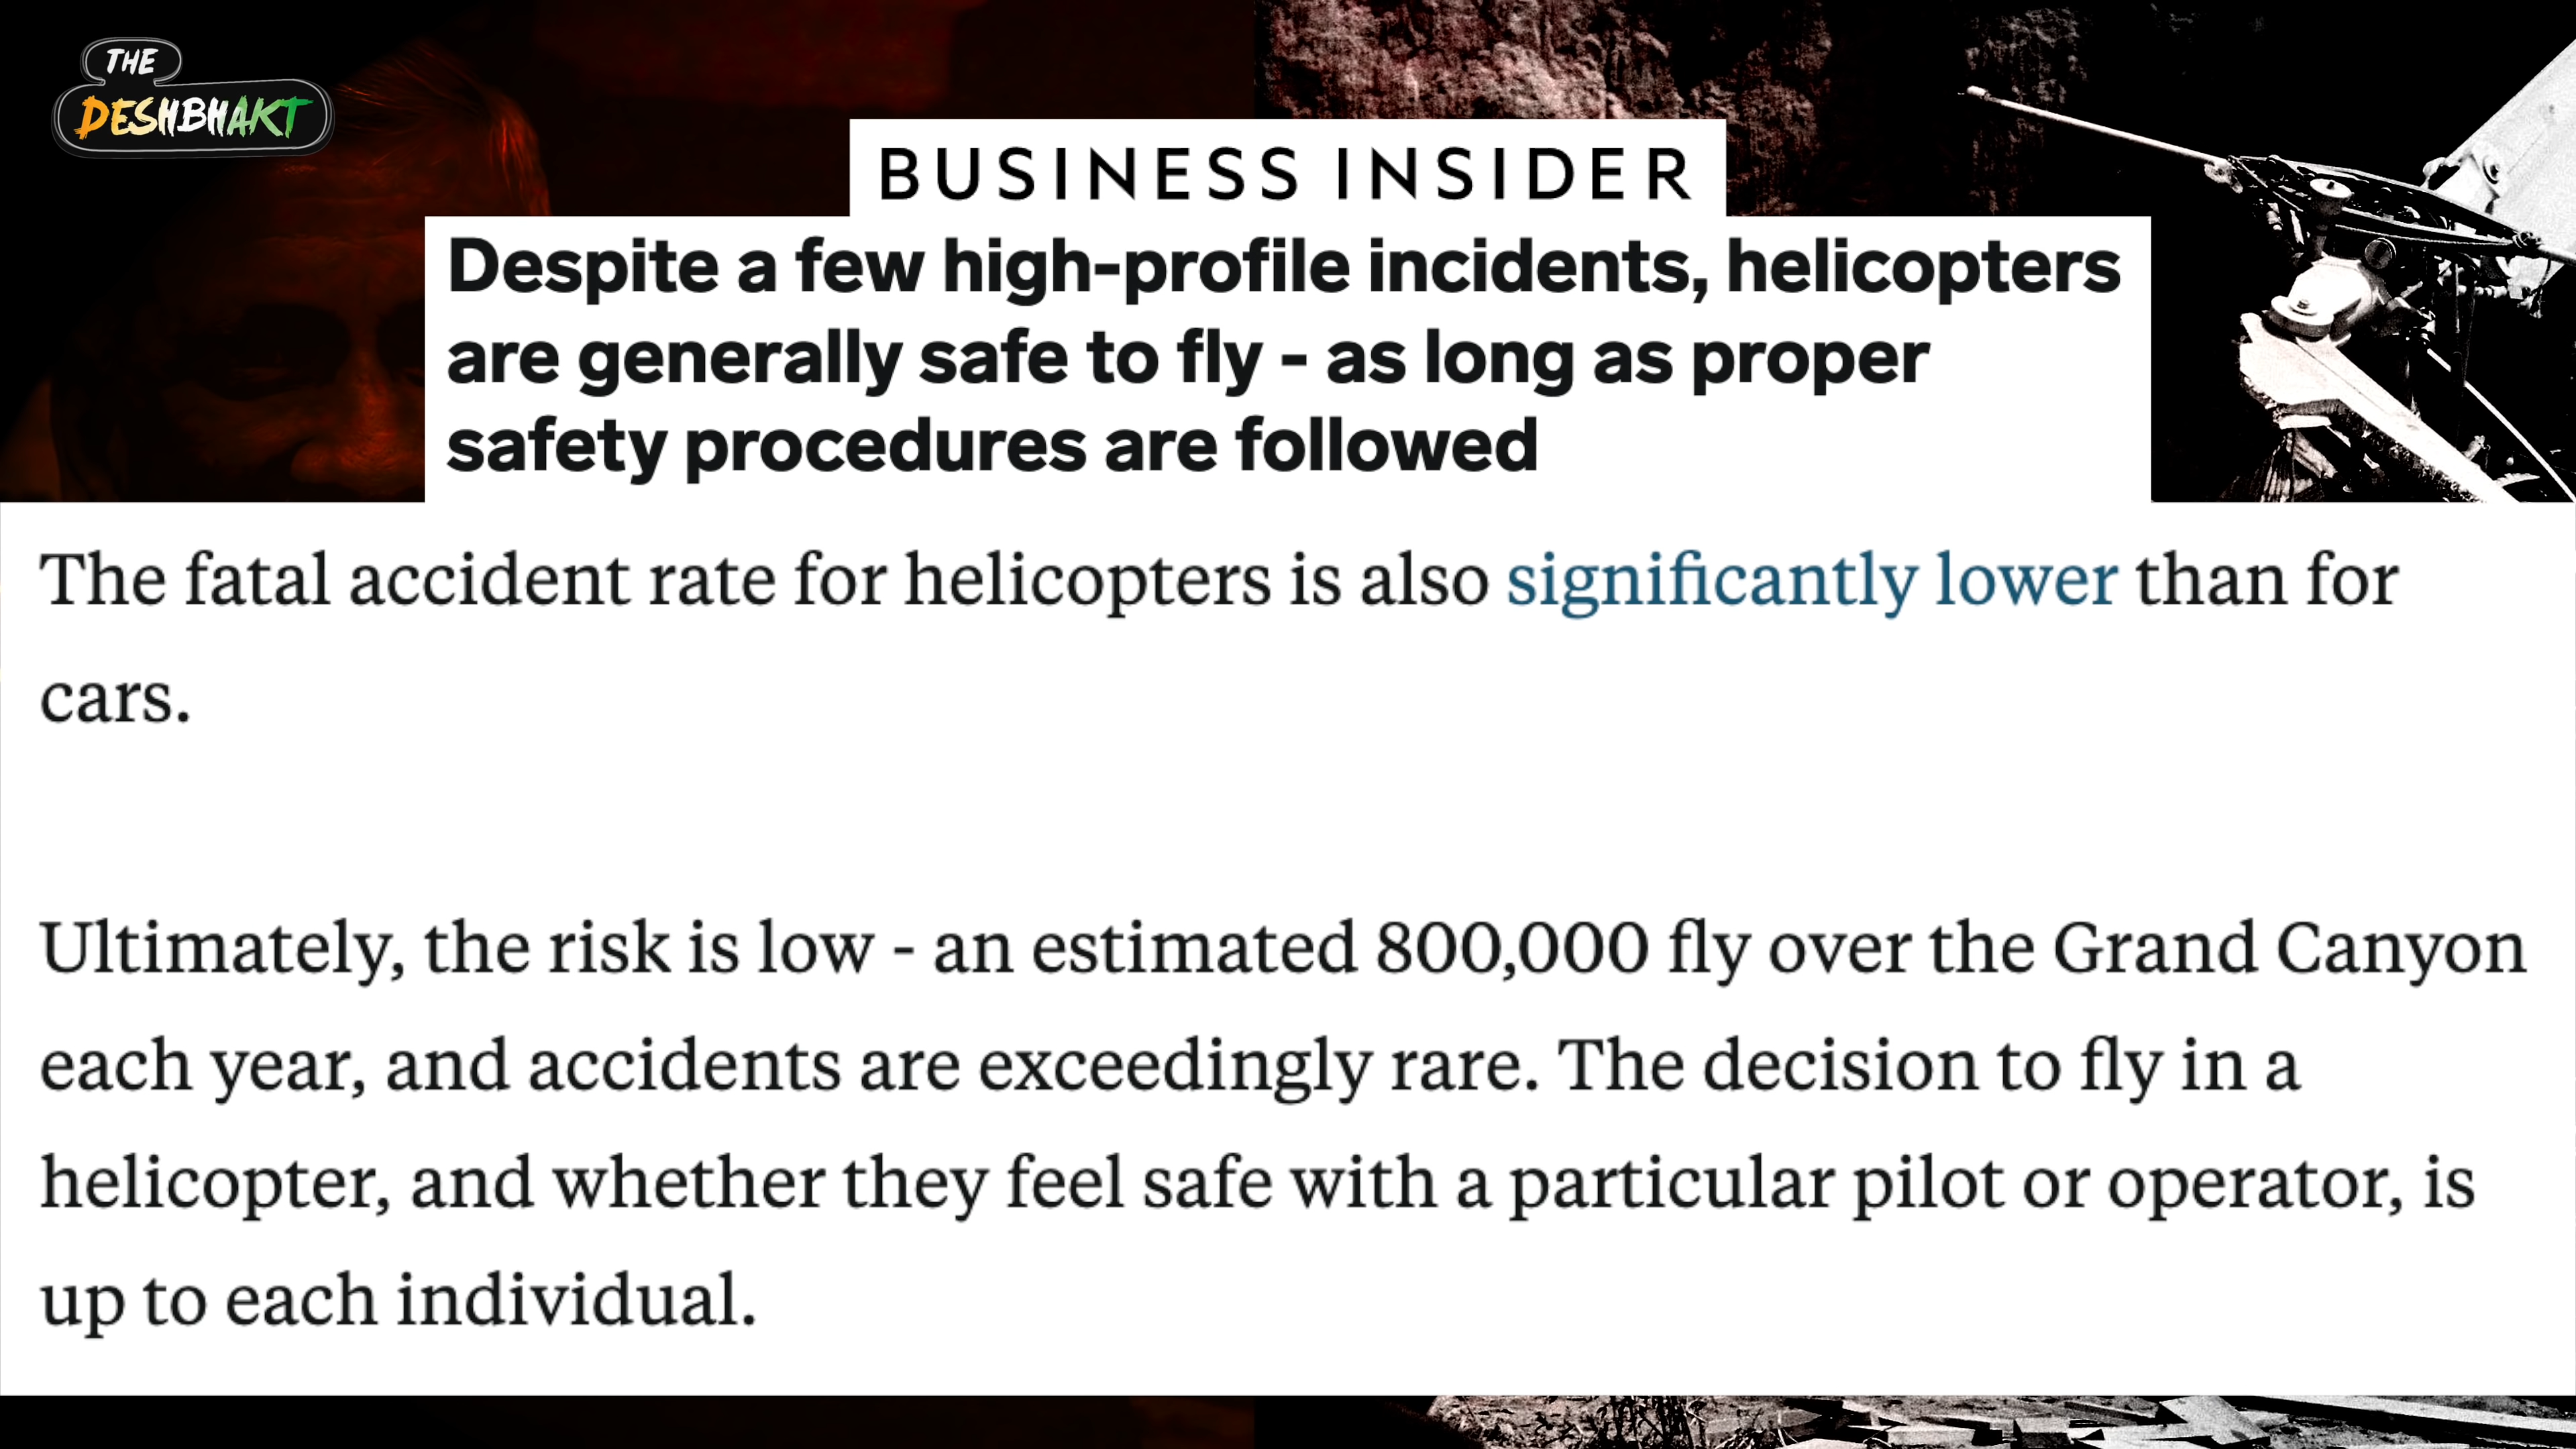 THE
DESHBHAKT
BUSINESS INSIDER
Despite a few high-profile incidents, helicopters
are generally safe to fly - as long as proper
safety procedures are followed
The fatal accident rate for helicopters is also significantly lower than for
cars.
Ultimately, the risk is low - an estimated 800,000 fly over the Grand Canyon
each year, and accidents are exceedingly rare. The decision to fly in a
helicopter, and whether they feel safe with a particular pilot or operator, is
up to each individual.